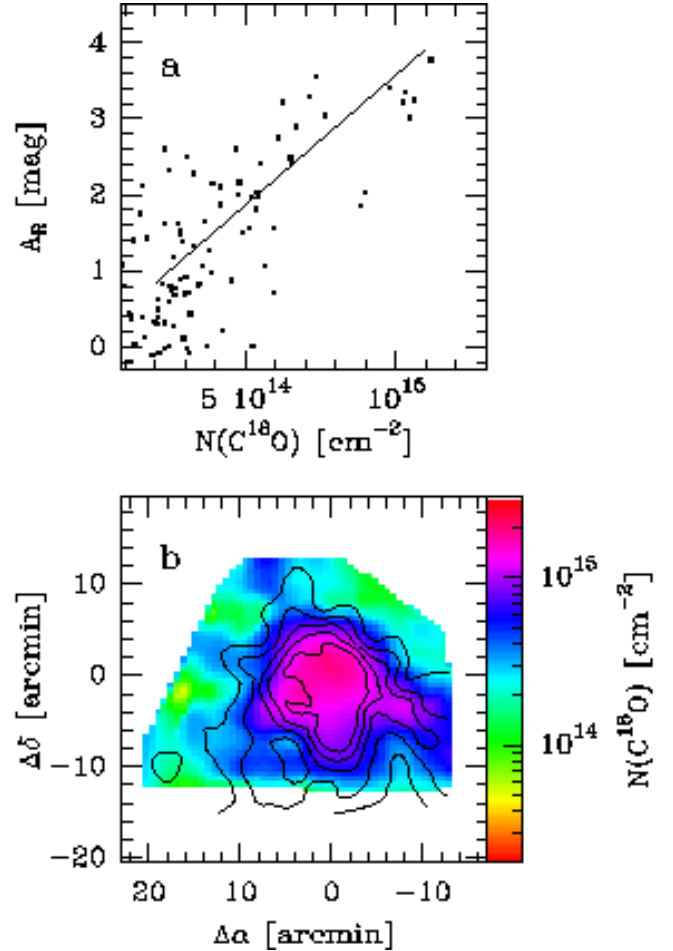 a
4
3
2
1
0
A_R [mag]
5 10^14 10^15
N(C^18O) [cm^-2]
b
10
0
-10
-20
Δδ [arcmin]
20 10 0 -10
Δα [arcmin]
10^15
10^14
N(C^18O) [cm^-2]